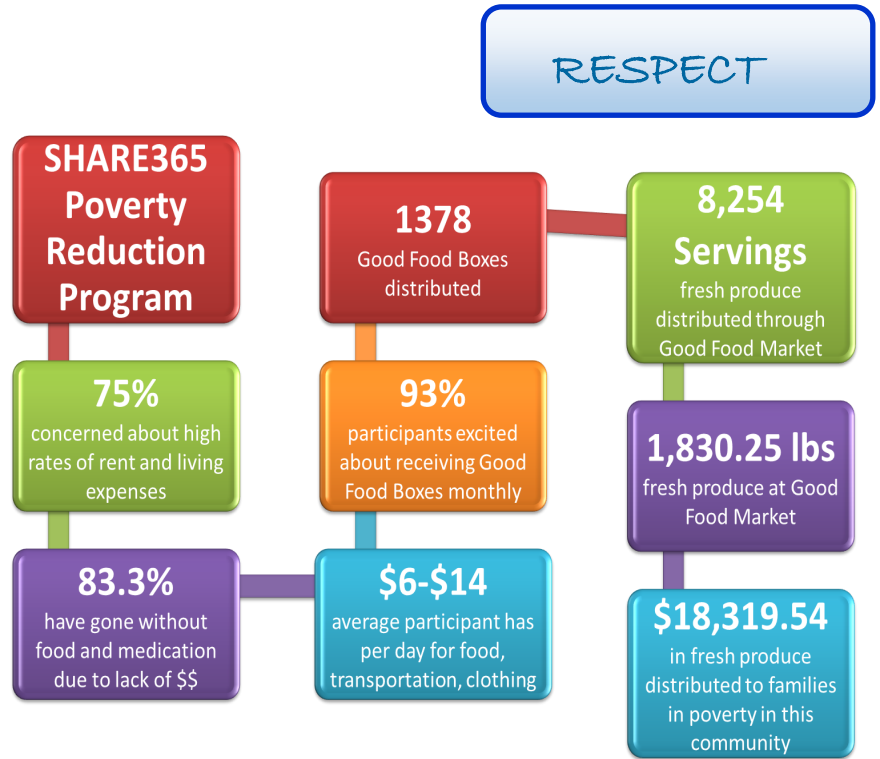 RESPECT
SHARE365
Poverty
Reduction
Program
75%
concerned about high
rates of rent and living
expenses
83.3%
have gone without
food and medication
due to lack of $$
$6-$14
average participant has
per day for food,
transportation, clothing
93%
participants excited
about receiving Good
Food Boxes monthly
1378
Good Food Boxes
distributed
8,254
Servings
fresh produce
distributed through
Good Food Market
1,830.25 lbs
fresh produce at Good
Food Market
$18,319.54
in fresh produce
distributed to families
in poverty in this
community